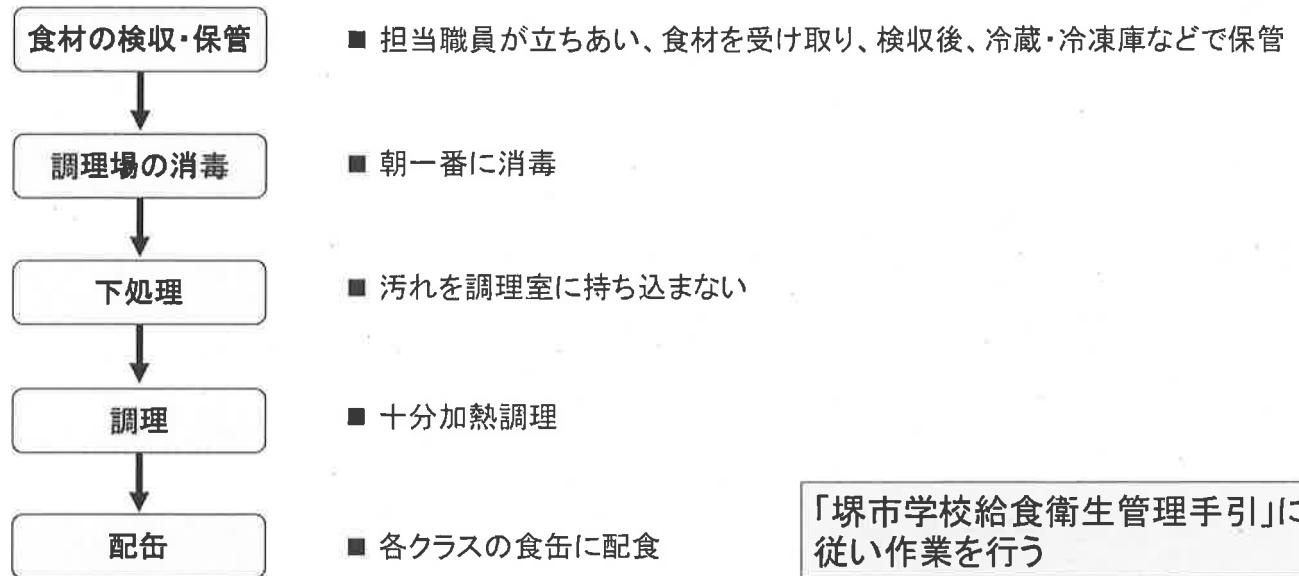 食材の検収・保管
■ 担当職員が立ちあい、食材を受け取り、検収後、冷蔵・冷凍庫などで保管
調理場の消毒
■ 朝一番に消毒
下処理
■ 汚れを調理室に持ち込まない
調理
■ 十分加熱調理
配缶
■ 各クラスの食缶に配食
「堺市学校給食衛生管理手引」に
従い作業を行う